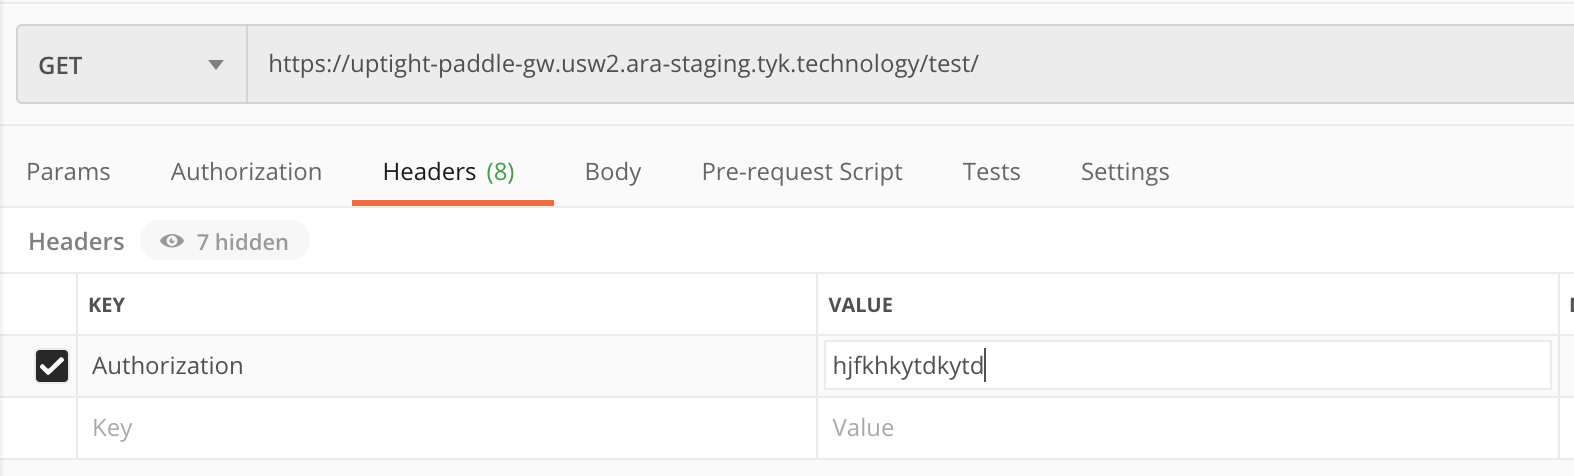 GET https://uptight-paddle-gw.usw2.ara-staging.tyk.technology/test/
Params Authorization Headers (8) Body Pre-request Script Tests Settings
Headers 7 hidden
KEY VALUE
Authorization hjfkhkytdkytd
Key Value